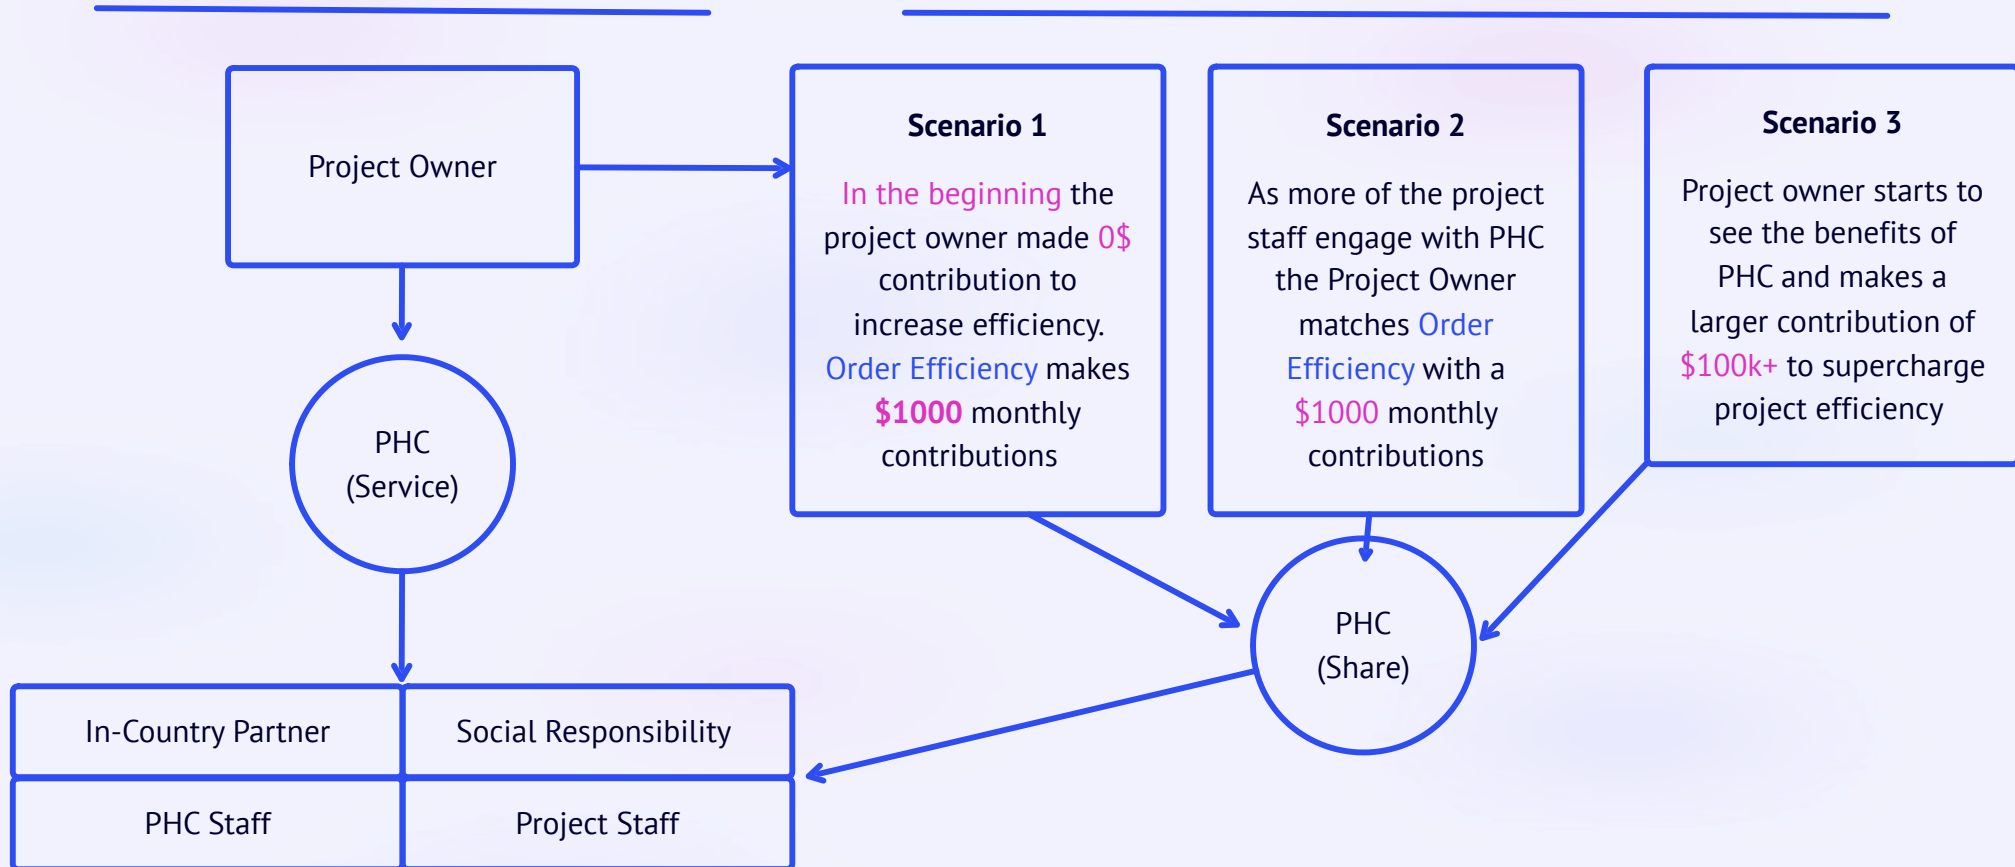 Project Owner
PHC
(Service)
In-Country Partner
Social Responsibility
PHC Staff
Project Staff
Scenario 1
In the beginning the
project owner made 0$
contribution to
increase efficiency.
Order Efficiency makes
$1000 monthly
contributions
Scenario 2
As more of the project
staff engage with PHC
the Project Owner
matches Order
Efficiency with a
$1000 monthly
contributions
Scenario 3
Project owner starts to
see the benefits of
PHC and makes a
larger contribution of
$100k+ to supercharge
project efficiency
PHC
(Share)